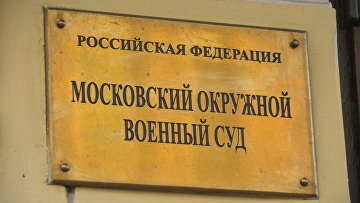 РОССИЙСКАЯ ФЕДЕРАЦИЯ
МОСКОВСКИЙ ОКРУЖНОЙ
ВОЕННЫЙ СУД